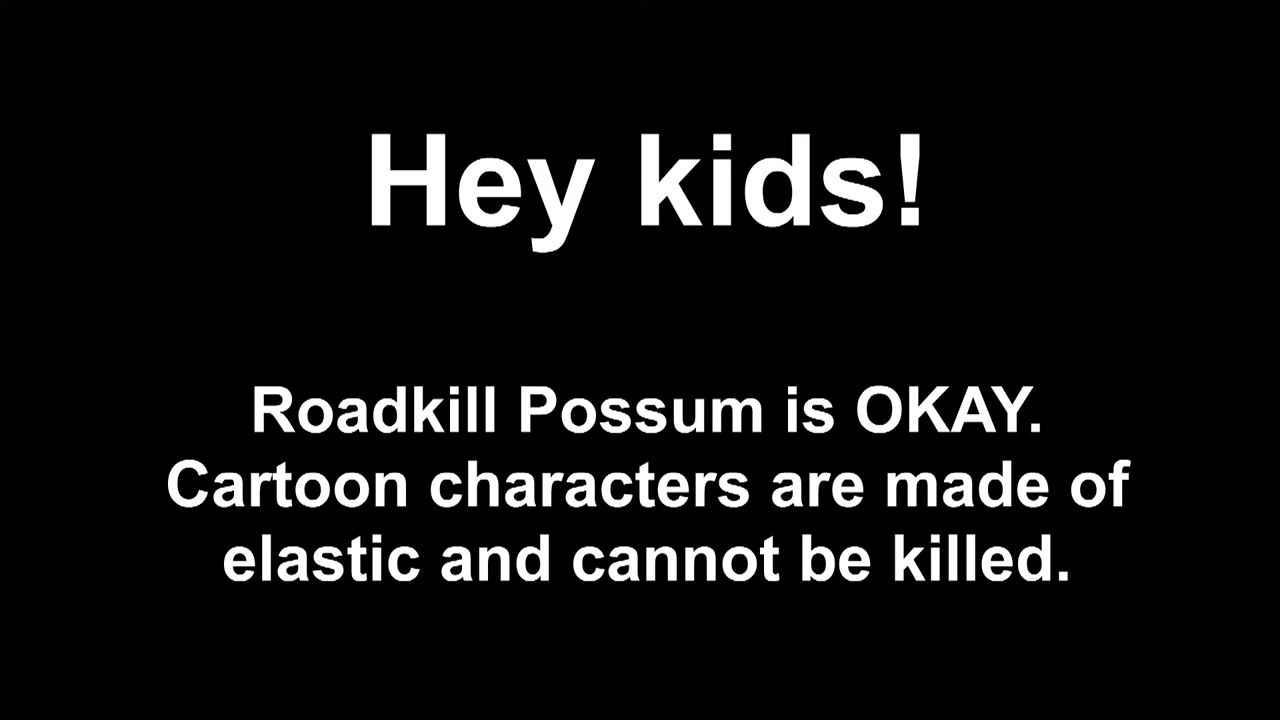 Hey kids!
Roadkill Possum is OKAY.
Cartoon characters are made of
elastic and cannot be killed.